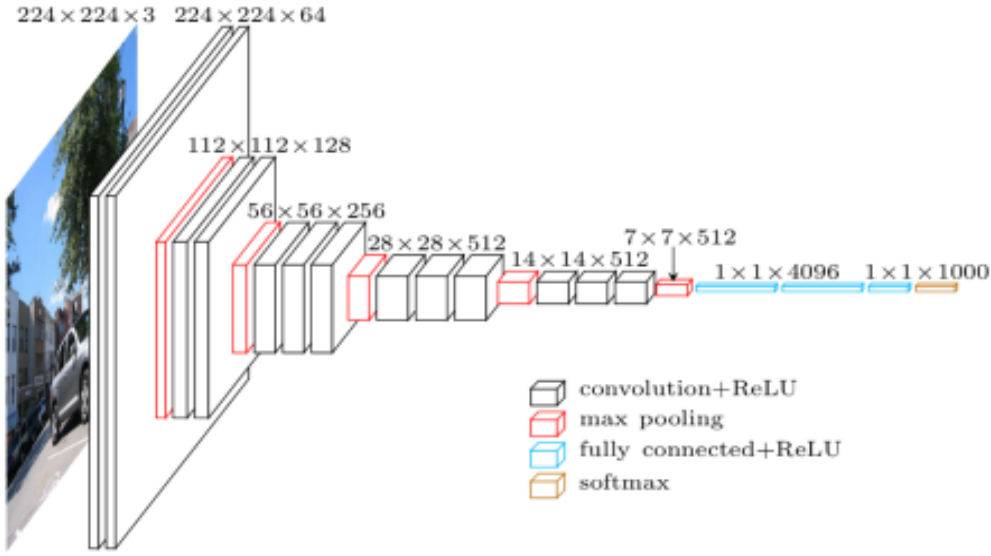 224×224×3
224×224×64
112×112×128
56×56×256
28×28×512
14×14×512
7×7×512
1×1×4096
1×1×1000
convolution+ReLU
max pooling
fully connected+ReLU
softmax